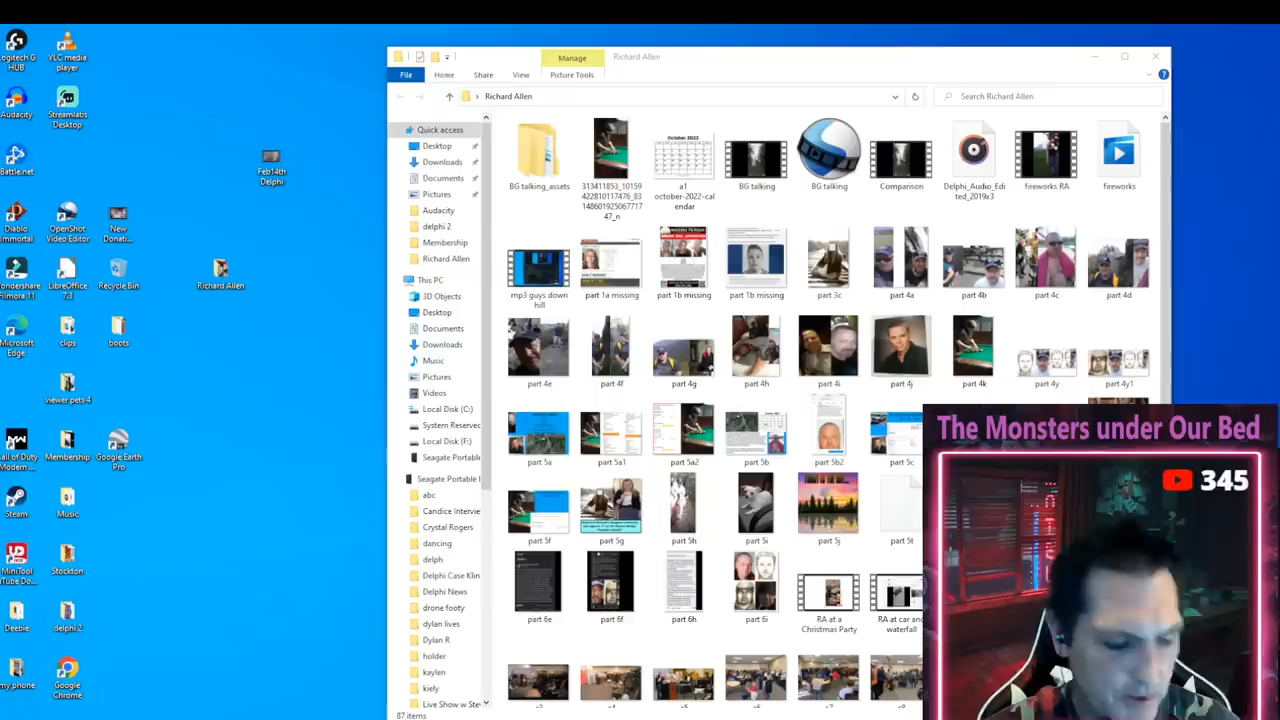 Logitech G
HUB
VLC media
player
Audacity
Streamlabs
Desktop
Battle.net
Feb14th
Delphi
Diablo
Immortal
OpenShot
Video Editor
New
Donati...
Wondershare
Filmora 11
LibreOffice
7.3
Recycle Bin
Richard Allen
Microsoft
Edge
clips
boots
viewer pets 4
Call of Duty
Modern ...
Membership
Google Earth
Pro
Steam
Music
MiniTool
uTube Do...
Stockton
Deebie
delphi 2
my phone
Google
Chrome
Manage
Richard Allen
File
Home
Share
View
Picture Tools
Richard Allen
Search Richard Allen
Quick access
Desktop
Downloads
Documents
Pictures
Audacity
delphi 2
Membership
Richard Allen
This PC
3D Objects
Desktop
Documents
Downloads
Music
Pictures
Videos
Local Disk (C:)
System Reserved
Local Disk (F:)
Seagate Portable
Seagate Portable
abc
Candice Intervie
Crystal Rogers
dancing
delph
Delphi Case Klin
Delphi News
drone footy
dylan lives
Dylan R
holder
kaylen
kiely
Live Show w Ste
87 items
BG talking_assets
313411853_10159
422810117476_83
148601925067717
47_n
October 2022
a1
october-2022-cal
endar
BG talking
BG talking
Comparison
Delphi_Audio_Edi
ted_2019x3
fireworks RA
fireworks
mp3 guys down
hill
part 1a missing
part 1b missing
part 1b missing
part 3c
part 4a
part 4b
part 4c
part 4d
part 4e
part 4f
part 4g
part 4h
part 4i
part 4j
part 4k
part 4y
part 4y1
part 5a
part 5a1
part 5a2
part 5b
part 5b2
part 5c
part 5f
part 5g
part 5h
part 5i
part 5j
part 5t
part 6e
part 6f
part 6h
part 6i
RA at a
Christmas Party
RA at car and
waterfall
The Monsters under Our Bed
345